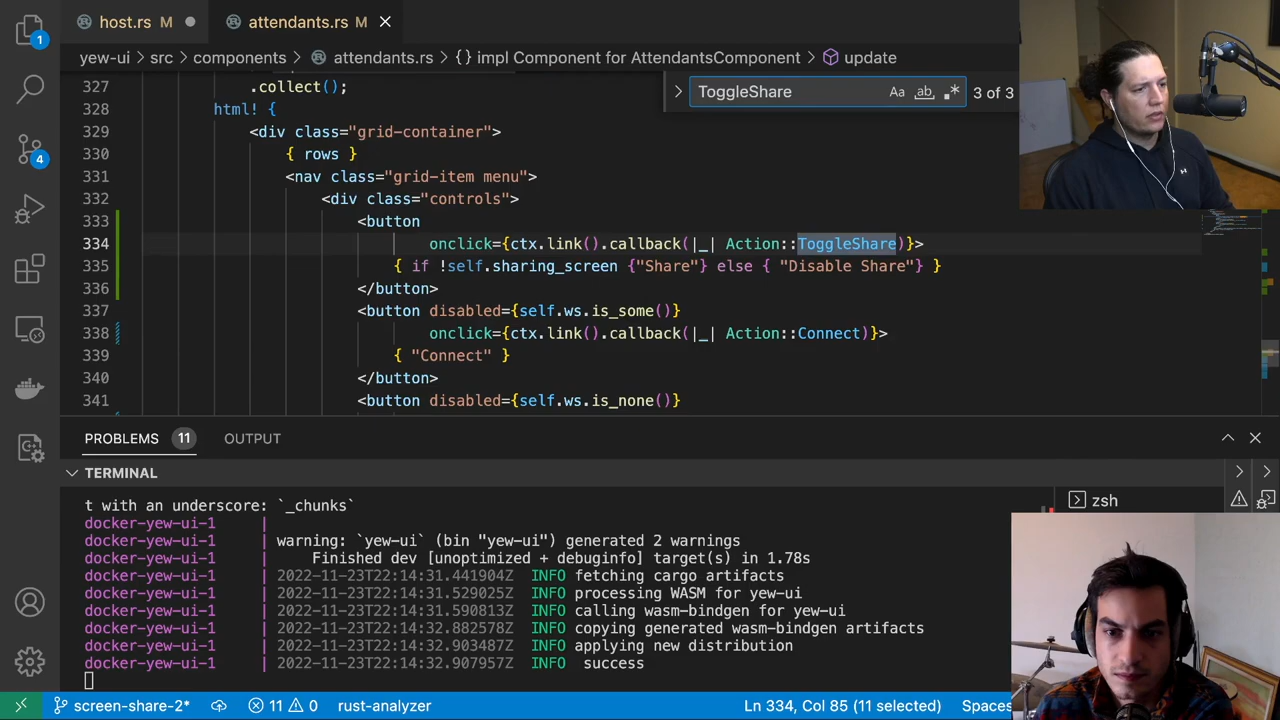 host.rs M
attendants.rs M
yew-ui > src > components > attendants.rs > {} impl Component for AttendantsComponent > update
ToggleShare
Aa ab .*
3 of 3
1
4
327 .collect();
328 html! {
329 <div class="grid-container">
330 { rows }
331 <nav class="grid-item menu">
332 <div class="controls">
333 <button
334 onclick={ctx.link().callback(|_| Action::ToggleShare)}>
335 { if !self.sharing_screen {"Share"} else { "Disable Share"} }
336 </button>
337 <button disabled={self.ws.is_some()}
338 onclick={ctx.link().callback(|_| Action::Connect)}>
339 { "Connect" }
340 </button>
341 <button disabled={self.ws.is_none()}
PROBLEMS 11 OUTPUT
TERMINAL
zsh
t with an underscore: `_chunks`
docker-yew-ui-1 |
docker-yew-ui-1 | warning: `yew-ui` (bin "yew-ui") generated 2 warnings
docker-yew-ui-1 | Finished dev [unoptimized + debuginfo] target(s) in 1.78s
docker-yew-ui-1 | 2022-11-23T22:14:31.441904Z INFO fetching cargo artifacts
docker-yew-ui-1 | 2022-11-23T22:14:31.529010Z INFO processing WASM for yew-ui
docker-yew-ui-1 | 2022-11-23T22:14:31.590813Z INFO calling wasm-bindgen for yew-ui
docker-yew-ui-1 | 2022-11-23T22:14:32.882578Z INFO copying generated wasm-bindgen artifacts
docker-yew-ui-1 | 2022-11-23T22:14:32.903487Z INFO applying new distribution
docker-yew-ui-1 | 2022-11-23T22:14:32.907957Z INFO success
screen-share-2* 11 0 rust-analyzer Ln 334, Col 85 (11 selected) Spaces